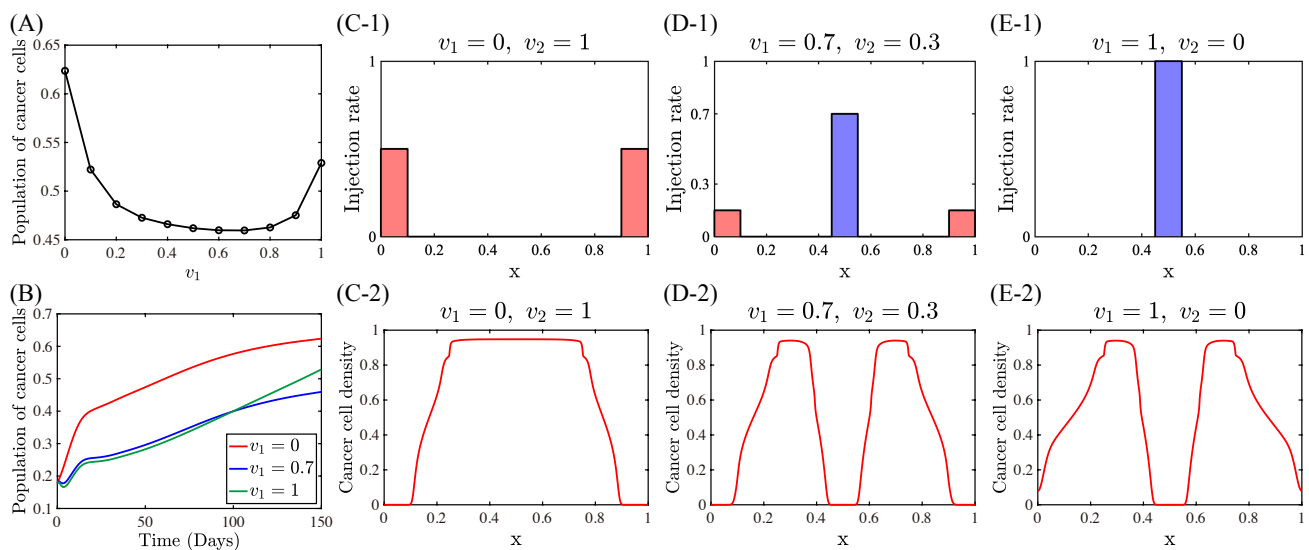 (A)
Population of cancer cells
0.65
0.6
0.55
0.5
0.45
0
0.2
0.4
0.6
0.8
1
v₁
(C-1)
v₁ = 0, v₂ = 1
Injection rate
1
0
0
0.2
0.4
0.6
0.8
1
x
(D-1)
v₁ = 0.7, v₂ = 0.3
Injection rate
1
0.7
0.3
0
0
0.2
0.4
0.6
0.8
1
x
(E-1)
v₁ = 1, v₂ = 0
Injection rate
1
0
0
0.2
0.4
0.6
0.8
1
x
(B)
Population of cancer cells
0.7
0.6
0.5
0.4
0.3
0.2
0.1
0
50
100
150
Time (Days)
v₁ = 0
v₁ = 0.7
v₁ = 1
(C-2)
v₁ = 0, v₂ = 1
Cancer cell density
1
0.8
0.6
0.4
0.2
0
0
0.2
0.4
0.6
0.8
1
x
(D-2)
v₁ = 0.7, v₂ = 0.3
Cancer cell density
1
0.8
0.6
0.4
0.2
0
0
0.2
0.4
0.6
0.8
1
x
(E-2)
v₁ = 1, v₂ = 0
Cancer cell density
1
0.8
0.6
0.4
0.2
0
0
0.2
0.4
0.6
0.8
1
x